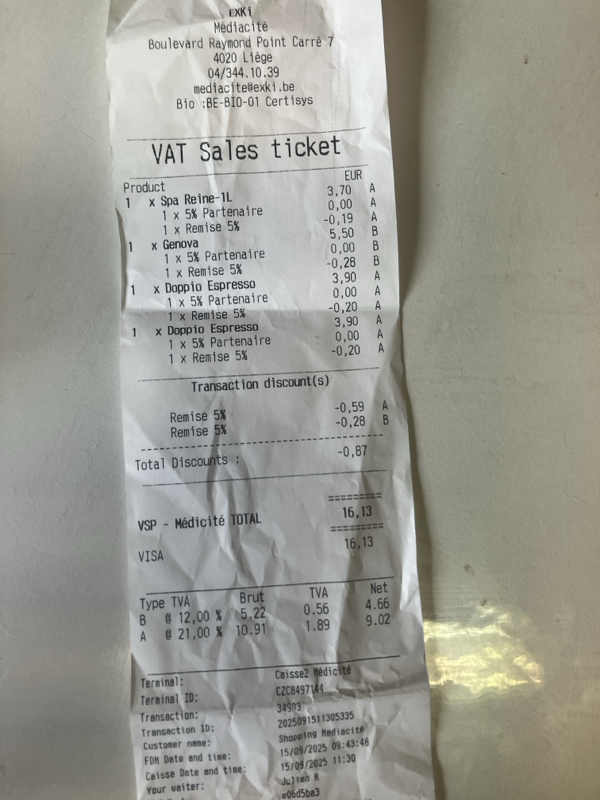 EXKi
Médiacité
Boulevard Raymond Point Carré 7
4020 Liège
04/344.10.39
mediacite@exki.be
Bio :BE-BIO-01 Certisys
VAT Sales ticket
EUR
Product
1 x Spa Reine-1L 3,70 A
1 x 5% Partenaire 0,00 A
1 x Remise 5% -0,19 A
1 x Genova 5,50 B
1 x 5% Partenaire 0,00 B
1 x Remise 5% -0,28 B
1 x Doppio Espresso 3,90 A
1 x 5% Partenaire 0,00 A
1 x Remise 5% -0,20 A
1 x Doppio Espresso 3,90 A
1 x 5% Partenaire 0,00 A
1 x Remise 5% -0,20 A
Transaction discount(s)
Remise 5% -0,59 A
Remise 5% -0,28 B
Total Discounts : -0,87
=========
VSP - Médicité TOTAL 16,13
=========
VISA 16,13
Type TVA Brut TVA Net
B @ 12,00 % 5.22 0.56 4.66
A @ 21,00 % 10.91 1.89 9.02
Terminal: Caisse2 Médicité
Terminal ID: CZC8497144
Transaction: 34903
Transaction ID: 2025091511305335
Customer name: Shopping Mediacité
FDM Date and time: 15/09/2025 09:43:48
Caisse Date and time: 15/09/2025 11:30
Your waiter: Julien R
e06d5ba3